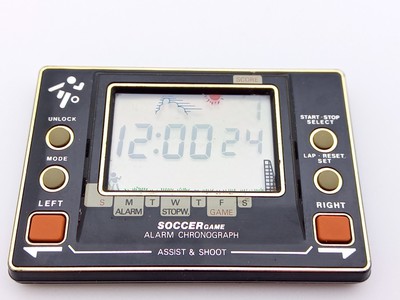 SCORE
1
12:00 24
UNLOCK
MODE
LEFT
START·STOP
SELECT
LAP·RESET
SET
RIGHT
S M T W T F S
ALARM STOPW. GAME
SOCCER GAME
ALARM CHRONOGRAPH
ASSIST & SHOOT